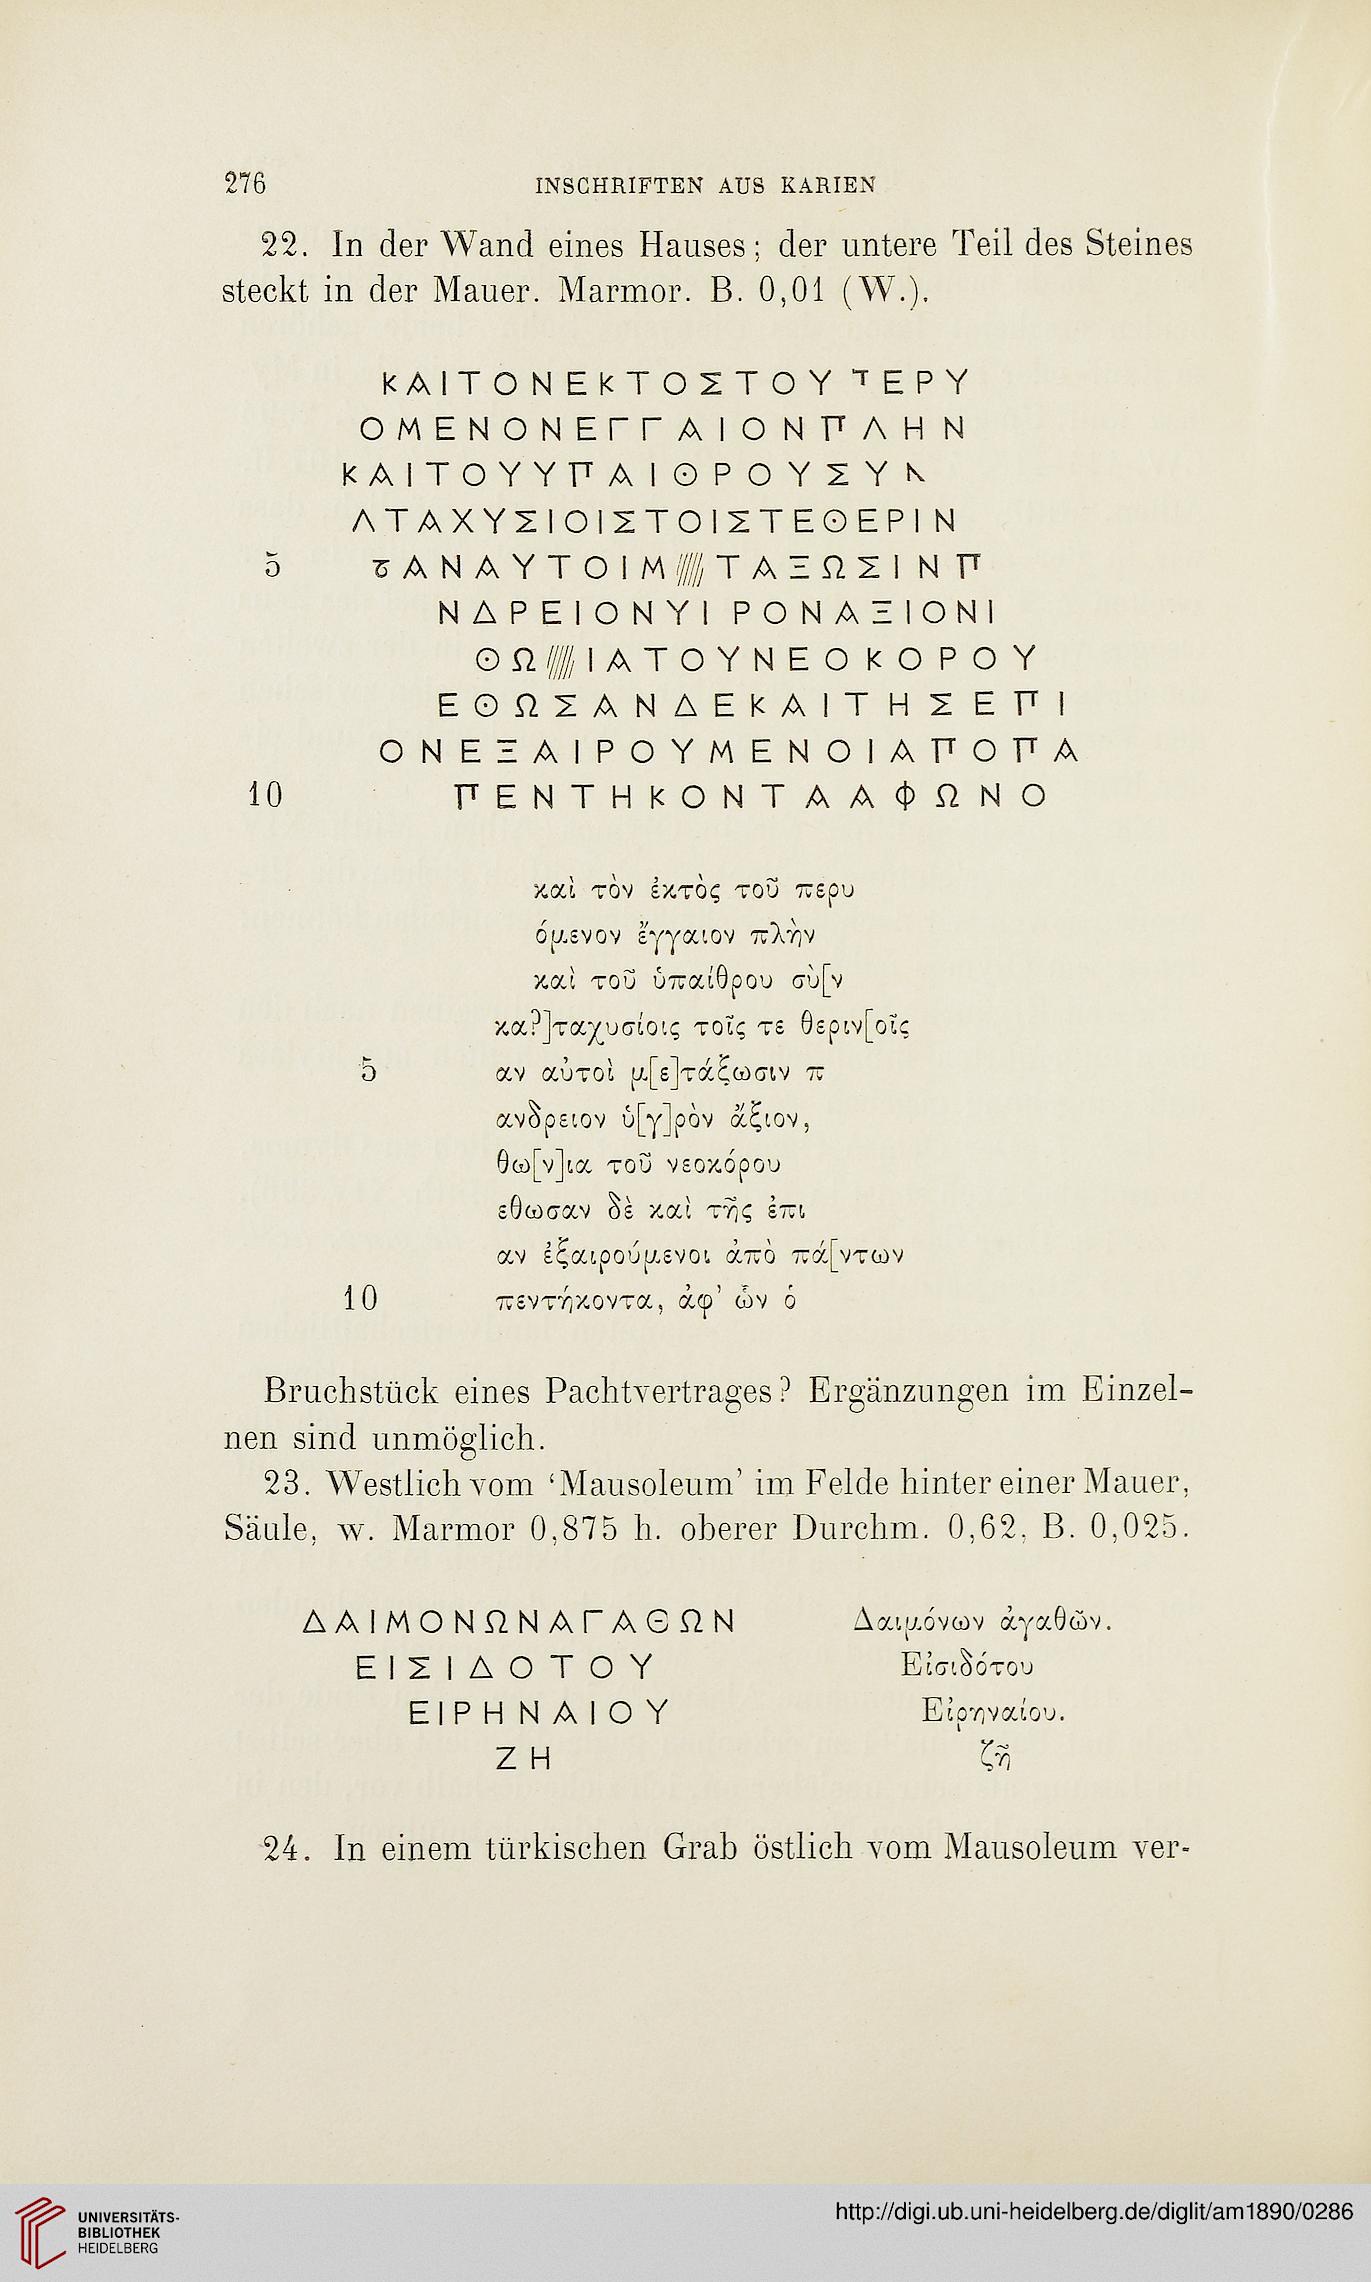 276 INSCHRIFTEN AUS KARIEN
22. In der Wand eines Hauses; der untere Teil des Steines
steckt in der Mauer. Marmor. B. 0,01 (W.).
ΚΑΙΤΟΝΕΚΤΟΣΤΟΥΠΕΡΥ
ΟΜΕΝΟΝΕΓΓΑΙΟΝΠΛΗΝ
ΚΑΙΤΟΥΥΠΑΙΘΡΟΥΣΥΝ
ΛΤΑΧΥΣΙΟΙΣΤΟΙΣΤΕΘΕΡΙΝ
5 ΑΝΑΥΤΟΙΜ ΤΑΞΩΣΙΝΠ
ΝΔΡΕΙΟΝΥΙ ΡΟΝΑΞΙΟΝΙ
ΘΩ ΙΑΤΟΥΝΕΟΚΟΡΟΥ
ΕΘΩΣΑΝΔΕΚΑΙΤΗΣΕΠΙ
ΟΝΕΞΑΙΡΟΥΜΕΝΟΙΑΠΟΠΑ
10 ΠΕΝΤΗΚΟΝΤΑΑΦΩΝΟ
καὶ τὸν ἐκτὸς τοῦ περυ
όμενον ἔγγαιον πλὴν
καὶ τοῦ ὑπαίθρου σὺ[ν
κα?]ταχυσίοις τοῖς τε θεριν[οῖς
5 αν αὐτοὶ μ[ε]τάξωσιν π
ανδρειον ὑ[γ]ρὸν ἄξιον,
θω[ν]ια τοῦ νεοκόρου
εθωσαν δὲ καὶ τῆς ἐπι
αν ἐξαιρούμενοι ἀπὸ πά[ντων
10 πεντήκοντα, ἀφ' ὧν ὁ
Bruchstück eines Pachtvertrages? Ergänzungen im Einzel-
nen sind unmöglich.
23. Westlich vom ‘Mausoleum’ im Felde hinter einer Mauer,
Säule, w. Marmor 0,875 h. oberer Durchm. 0,62, B. 0,025.
ΔΑΙΜΟΝΩΝΑΓΑΘΩΝ Δαιμόνων ἀγαθῶν.
ΕΙΣΙΔΟΤΟΥ Εἰσιδότου
ΕΙΡΗΝΑΙΟΥ Εἰρηναίου.
ΖΗ ζῆ
24. In einem türkischen Grab östlich vom Mausoleum ver-
UNIVERSITÄTS-
BIBLIOTHEK
HEIDELBERG
http://digi.ub.uni-heidelberg.de/diglit/am1890/0286